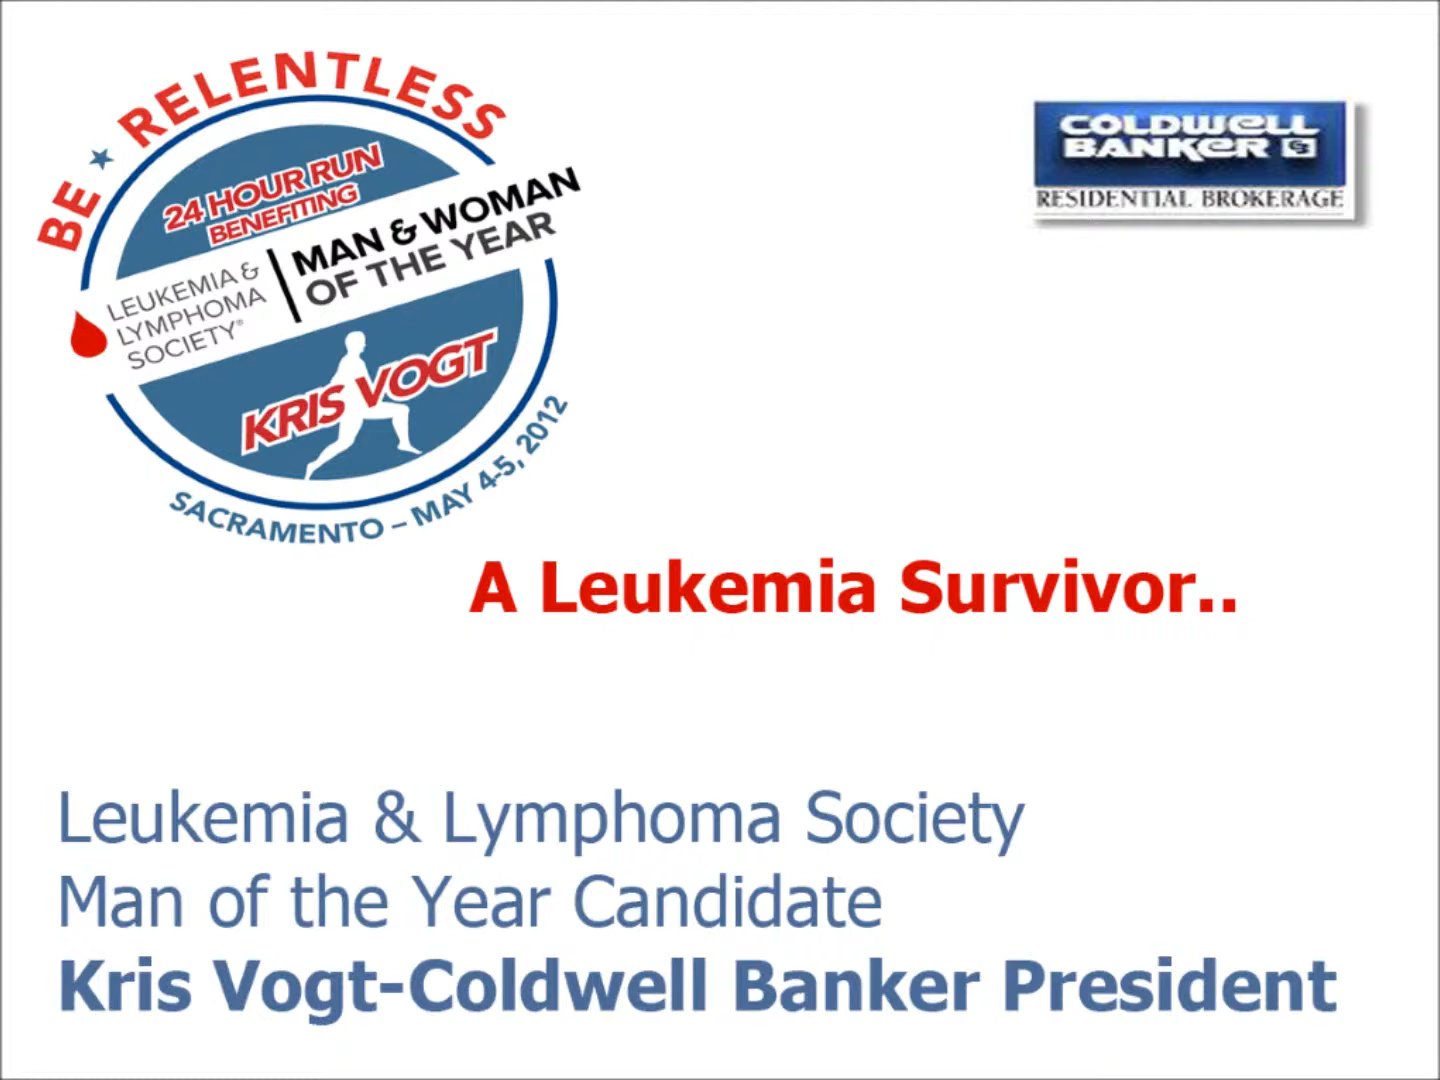 BE ★ RELENTLESS
24 HOUR RUN
BENEFITING
LEUKEMIA &
LYMPHOMA
SOCIETY®
MAN & WOMAN
OF THE YEAR
KRIS VOGT
SACRAMENTO – MAY 4-5, 2012
COLDWELL
BANKER CB
RESIDENTIAL BROKERAGE
A Leukemia Survivor..
Leukemia & Lymphoma Society
Man of the Year Candidate
Kris Vogt-Coldwell Banker President